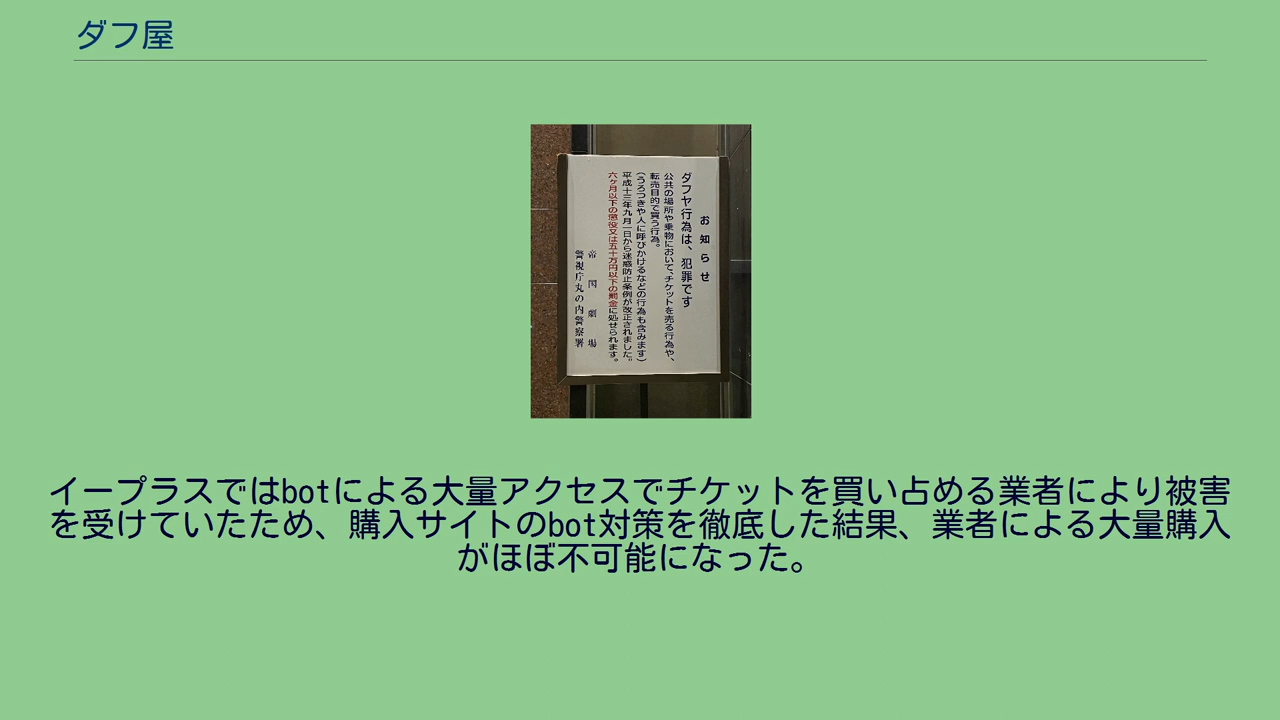 ダフ屋
お知らせ
ダフヤ行為は、犯罪です
公共の場所や乗物において、チケットを売る行為や、
転売目的で買う行為。
(うろつきや人に呼びかけるなどの行為も含みます)
平成十三年九月一日から迷惑防止条例が改正されました。
六ヶ月以下の懲役又は五十万円以下の罰金に処せられます。
帝国劇場
警視庁丸の内警察署
イープラスではbotによる大量アクセスでチケットを買い占める業者により被害
を受けていたため、購入サイトのbot対策を徹底した結果、業者による大量購入
がほぼ不可能になった。